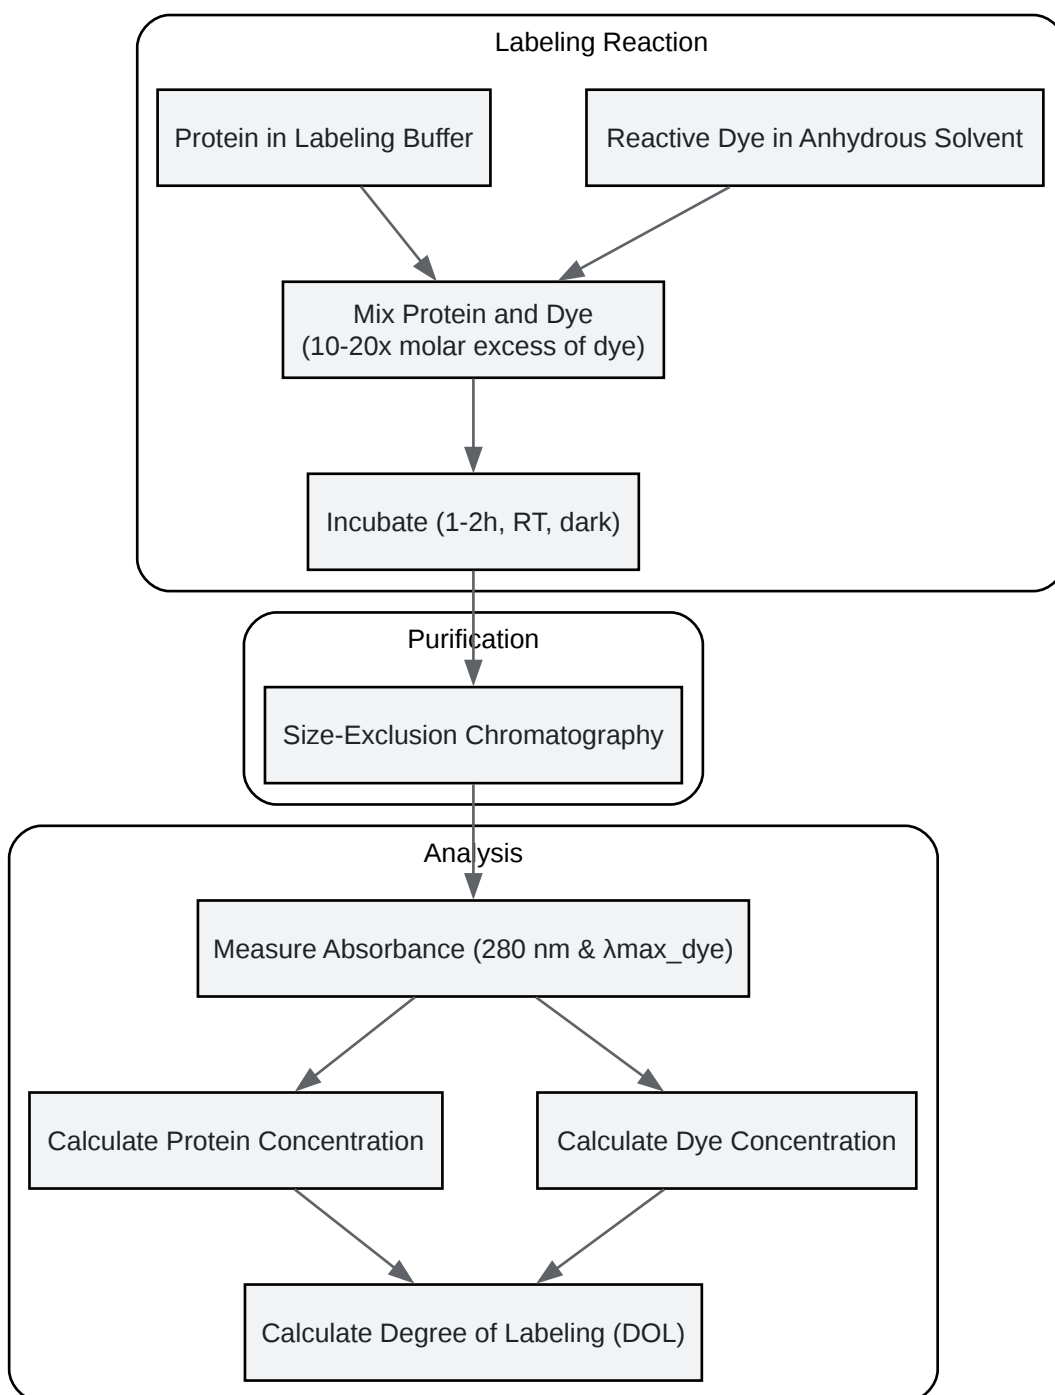 Labeling Reaction
Protein in Labeling Buffer
Reactive Dye in Anhydrous Solvent
Mix Protein and Dye
(10-20x molar excess of dye)
Incubate (1-2h, RT, dark)
Purification
Size-Exclusion Chromatography
Analysis
Measure Absorbance (280 nm & λmax_dye)
Calculate Protein Concentration
Calculate Dye Concentration
Calculate Degree of Labeling (DOL)